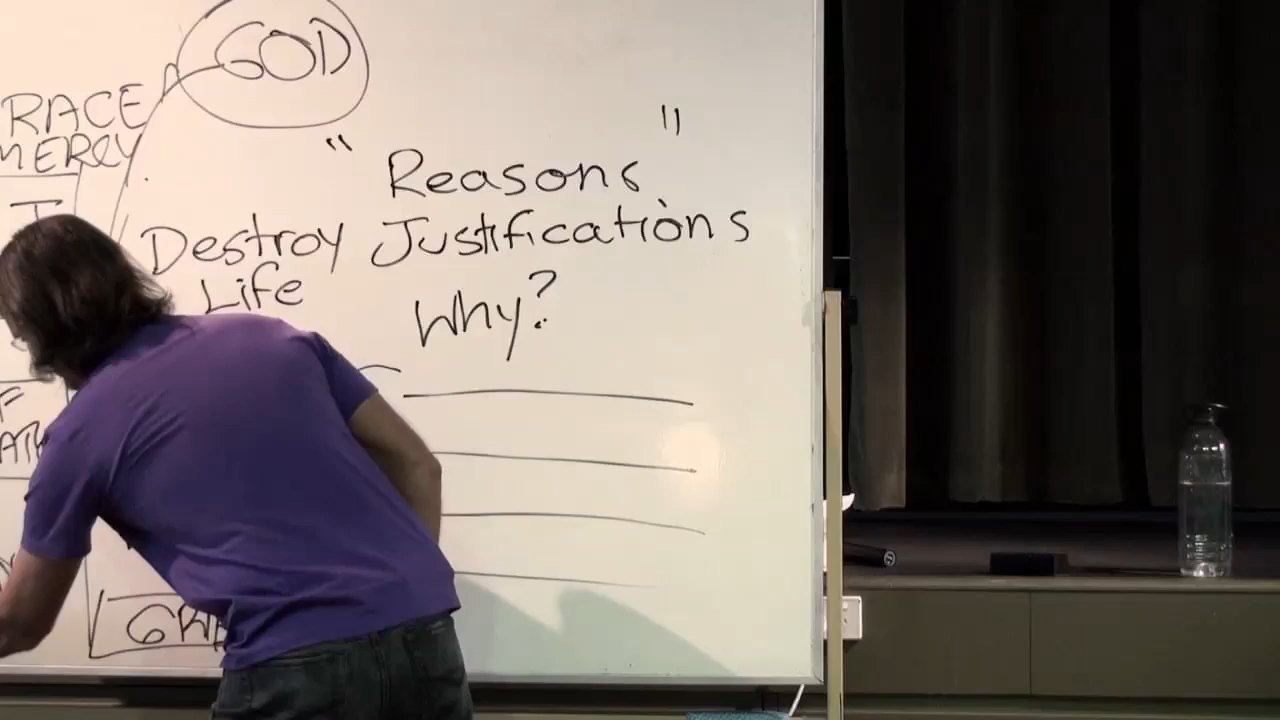 GOD
RACE
MERCY
" Reasons "
Destroy Justifications
Life
Why?